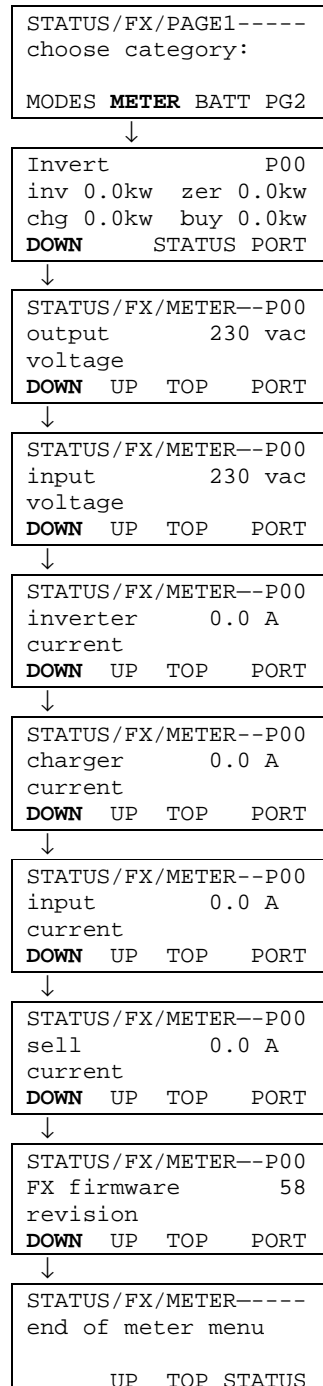 STATUS/FX/PAGE1-----
choose category:
MODES METER BATT PG2
↓
Invert P00
inv 0.0kw zer 0.0kw
chg 0.0kw buy 0.0kw
DOWN STATUS PORT
↓
STATUS/FX/METER—-P00
output 230 vac
voltage
DOWN UP TOP PORT
↓
STATUS/FX/METER—-P00
input 230 vac
voltage
DOWN UP TOP PORT
↓
STATUS/FX/METER—-P00
inverter 0.0 A
current
DOWN UP TOP PORT
↓
STATUS/FX/METER--P00
charger 0.0 A
current
DOWN UP TOP PORT
↓
STATUS/FX/METER--P00
input 0.0 A
current
DOWN UP TOP PORT
↓
STATUS/FX/METER—-P00
sell 0.0 A
current
DOWN UP TOP PORT
↓
STATUS/FX/METER—-P00
FX firmware 58
revision
DOWN UP TOP PORT
↓
STATUS/FX/METER—----
end of meter menu
UP TOP STATUS